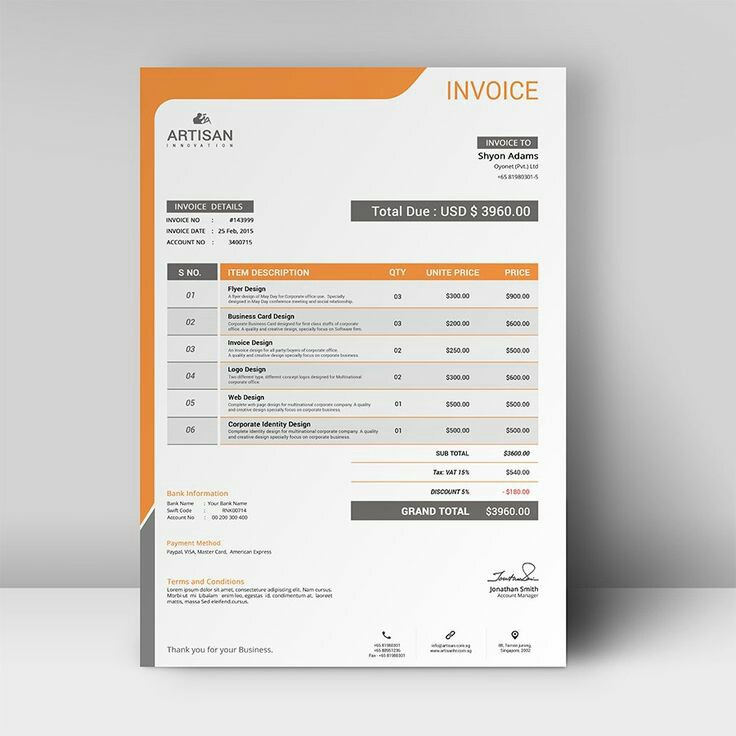 INVOICE
ARTISAN
INNOVATION
INVOICE TO
Shyon Adams
Oyonet (Pvt.) Ltd
+65 81980301-5
INVOICE DETAILS
INVOICE NO : #143999
INVOICE DATE : 25 Feb, 2015
ACCOUNT NO : 3400715
Total Due : USD $ 3960.00
S NO. ITEM DESCRIPTION QTY UNITE PRICE PRICE
01 Flyer Design 03 $300.00 $900.00
A flyer design of May Day for Corporate office use. Specially
designed in May Day conference meeting and social relationship.
02 Business Card Design 03 $200.00 $600.00
Corporate Business Card designed for first class stoffs of corporate
office. A quality and creative design, specially focus on Software firm.
03 Invoice Design 02 $250.00 $500.00
An invoice design for all party/buyers of corporate office.
A quality and creative design specially focus on corporate business.
04 Logo Design 02 $300.00 $600.00
Two different type, different concept logos designed for Multinational
corporate office.
05 Web Design 01 $500.00 $500.00
Complete web page design for multinational corporate company. A quality
and creative design, specially focus on corporate business.
06 Corporate Identity Design 01 $500.00 $500.00
Complete identity design for multinational corporate company. A quality
and creative design specially focus on corporate business.
SUB TOTAL $3600.00
Tax: VAT 15% $540.00
DISCOUNT 5% - $180.00
GRAND TOTAL $3960.00
Bank Information
Bank Name : Your Bank Name
Swift Code : RNX00714
Account No : 00 200 300 400
Payment Method
Paypal, VISA, Master Card, American Express
Terms and Conditions
Lorem ipsum dolor sit amet, consecteture adipiscing elit.
Morbi ut mi Libalam enim leo, egestas id. condimentum at, laoreet
mattis, massa Sed eleifend.
Jonathan Smith
Account Manager
Thank you for your Business.
+65 81980301
+65 88951236
Fax : +65 81980301
info@artisan.com.sg
www.artisanhr.com.sg
Singapore, 2002